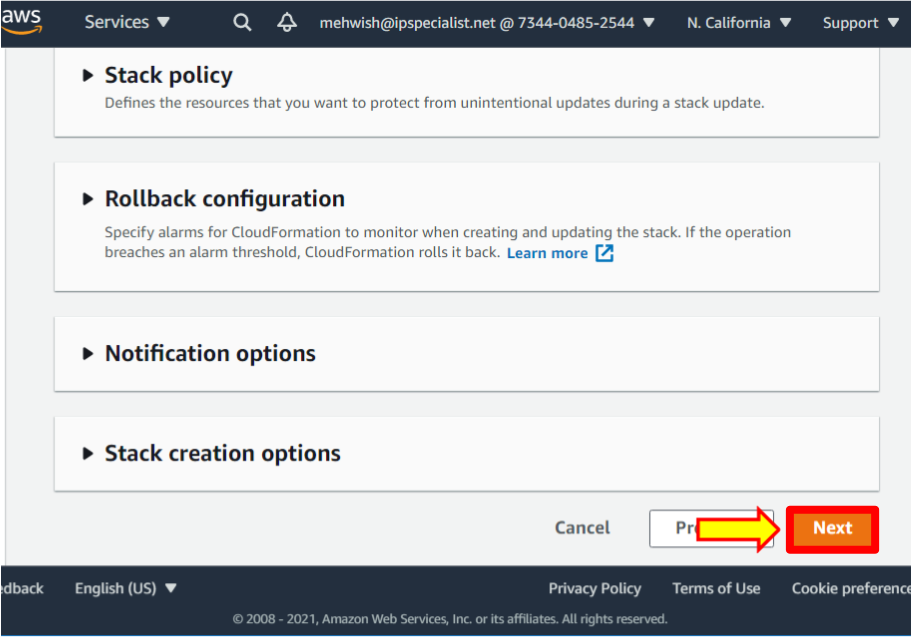 aws
Services
mehwish@ipspecialist.net @ 7344-0485-2544
N. California
Support
Stack policy
Defines the resources that you want to protect from unintentional updates during a stack update.
Rollback configuration
Specify alarms for CloudFormation to monitor when creating and updating the stack. If the operation
breaches an alarm threshold, CloudFormation rolls it back. Learn more
Notification options
Stack creation options
Cancel
Pr
Next
edback
English (US)
Privacy Policy
Terms of Use
Cookie preference
© 2008 - 2021, Amazon Web Services, Inc. or its affiliates. All rights reserved.